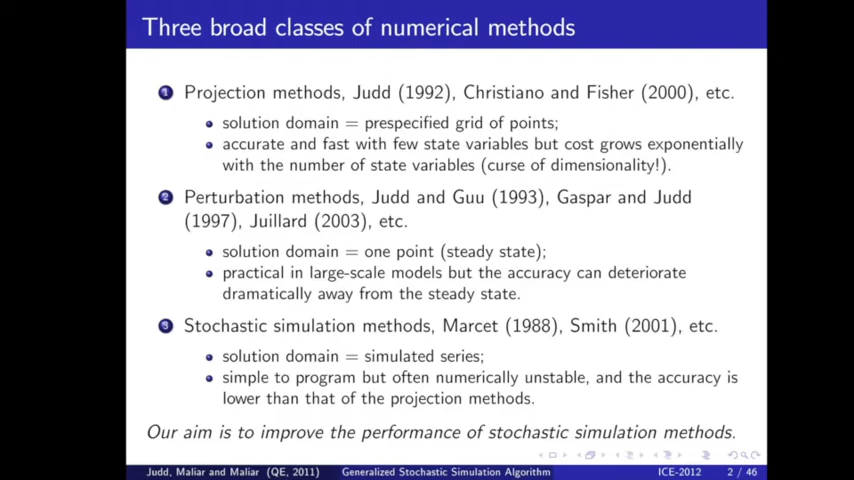 Three broad classes of numerical methods
1 Projection methods, Judd (1992), Christiano and Fisher (2000), etc.
• solution domain = prespecified grid of points;
• accurate and fast with few state variables but cost grows exponentially
with the number of state variables (curse of dimensionality!).
2 Perturbation methods, Judd and Guu (1993), Gaspar and Judd
(1997), Juillard (2003), etc.
• solution domain = one point (steady state);
• practical in large-scale models but the accuracy can deteriorate
dramatically away from the steady state.
3 Stochastic simulation methods, Marcet (1988), Smith (2001), etc.
• solution domain = simulated series;
• simple to program but often numerically unstable, and the accuracy is
lower than that of the projection methods.
Our aim is to improve the performance of stochastic simulation methods.
Judd, Maliar and Maliar (QE, 2011) Generalized Stochastic Simulation Algorithm ICE-2012 2 / 46